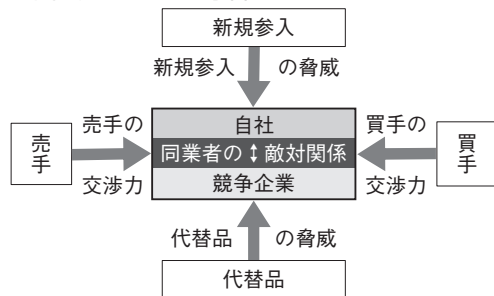 新規参入
新規参入 の脅威
売手
売手の
交渉力
自社
同業者の↕敵対関係
競争企業
買手の
交渉力
買手
代替品 の脅威
代替品